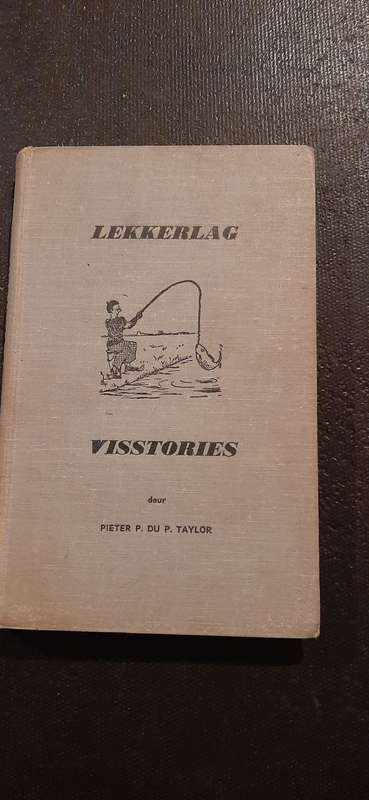 LEKKERLAG
VISSTORIES
deur
PIETER P. DU P. TAYLOR